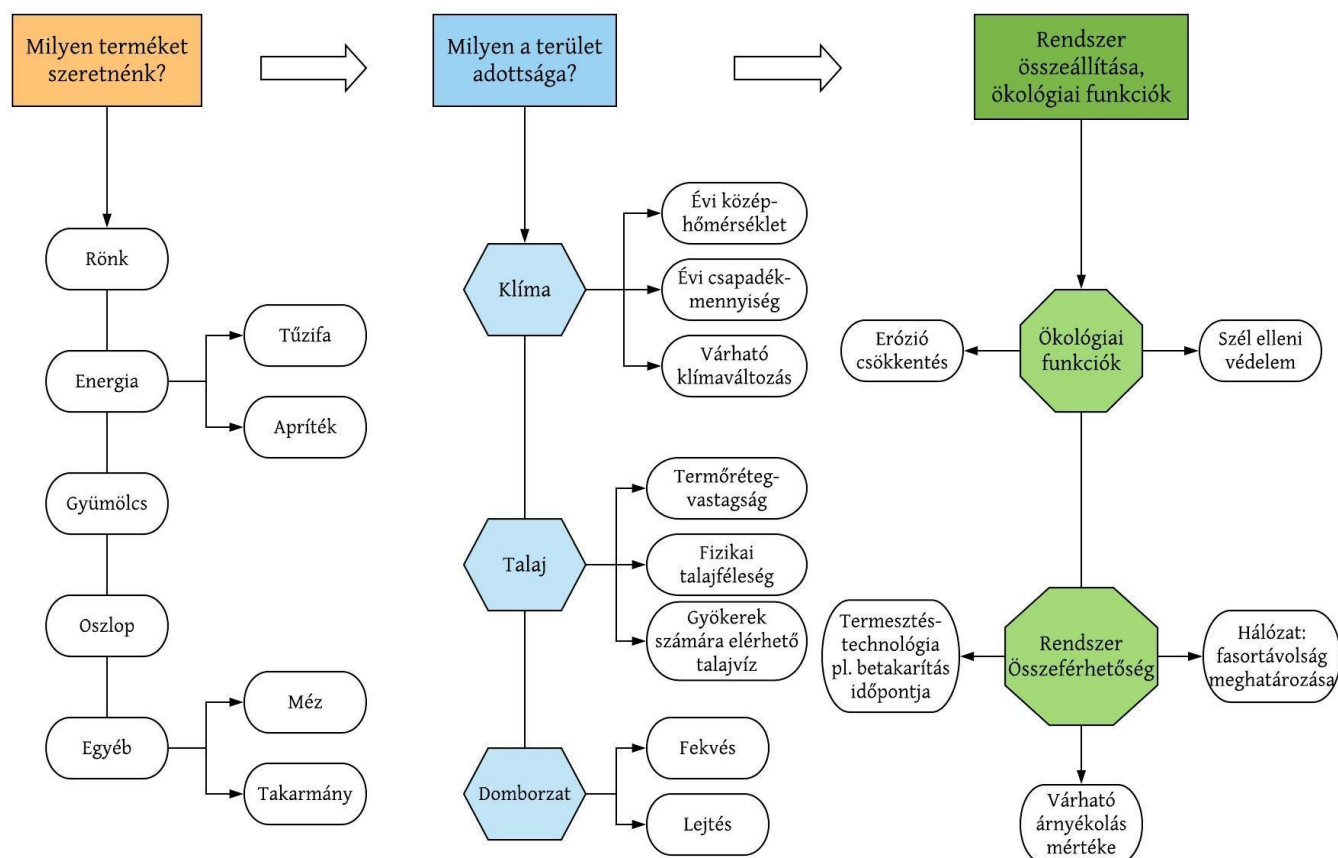 Milyen terméket
szeretnénk?
Rönk
Energia
Tűzifa
Apríték
Gyümölcs
Oszlop
Egyéb
Méz
Takarmány
Milyen a terület
adottsága?
Klíma
Évi közép-
hőmérséklet
Évi csapadék-
mennyiség
Várható
klímaváltozás
Talaj
Termőréteg-
vastagság
Fizikai
talajféleség
Gyökerek
számára elérhető
talajvíz
Domborzat
Fekvés
Lejtés
Rendszer
összeállítása,
ökológiai funkciók
Ökológiai
funkciók
Erózió
csökkentés
Szél elleni
védelem
Rendszer
Összeférhetőség
Termesztés-
technológia
pl. betakarítás
időpontja
Hálózat:
fasortávolság
meghatározása
Várható
árnyékolás
mértéke